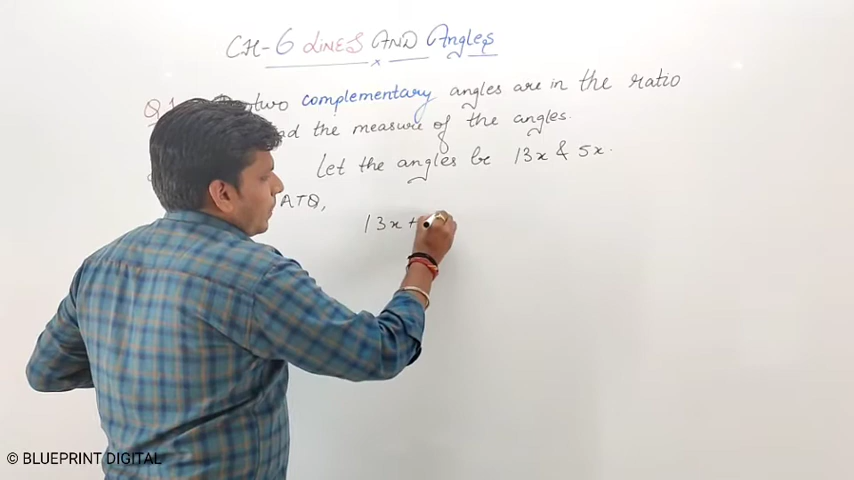 CH-6 LINES AND Angles
Q.1 two complementary angles are in the ratio
the measure of the angles.
Let the angles be 13x & 5x.
ATQ,
13x +
© BLUEPRINT DIGITAL